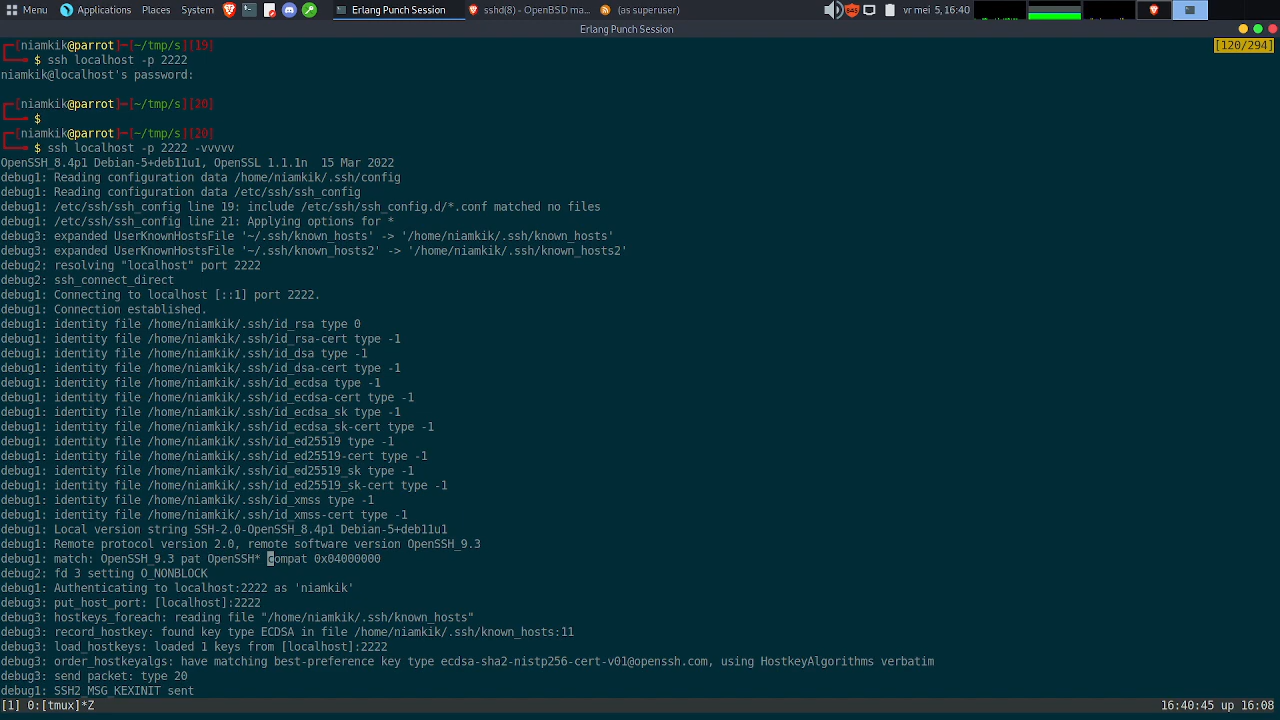 Menu Applications Places System Erlang Punch Session sshd(8) - OpenBSD ma... (as superuser) vr mei 5, 16:40
Erlang Punch Session
[niamkik@parrot]─[~/tmp/s][19] [120/294]
$ ssh localhost -p 2222
niamkik@localhost's password:
[niamkik@parrot]─[~/tmp/s][20]
$
[niamkik@parrot]─[~/tmp/s][20]
$ ssh localhost -p 2222 -vvvvv
OpenSSH_8.4p1 Debian-5+deb11u1, OpenSSL 1.1.1n  15 Mar 2022
debug1: Reading configuration data /home/niamkik/.ssh/config
debug1: Reading configuration data /etc/ssh/ssh_config
debug1: /etc/ssh/ssh_config line 19: include /etc/ssh/ssh_config.d/*.conf matched no files
debug1: /etc/ssh/ssh_config line 21: Applying options for *
debug3: expanded UserKnownHostsFile '~/.ssh/known_hosts' -> '/home/niamkik/.ssh/known_hosts'
debug3: expanded UserKnownHostsFile '~/.ssh/known_hosts2' -> '/home/niamkik/.ssh/known_hosts2'
debug2: resolving "localhost" port 2222
debug2: ssh_connect_direct
debug1: Connecting to localhost [::1] port 2222.
debug1: Connection established.
debug1: identity file /home/niamkik/.ssh/id_rsa type 0
debug1: identity file /home/niamkik/.ssh/id_rsa-cert type -1
debug1: identity file /home/niamkik/.ssh/id_dsa type -1
debug1: identity file /home/niamkik/.ssh/id_dsa-cert type -1
debug1: identity file /home/niamkik/.ssh/id_ecdsa type -1
debug1: identity file /home/niamkik/.ssh/id_ecdsa-cert type -1
debug1: identity file /home/niamkik/.ssh/id_ecdsa_sk type -1
debug1: identity file /home/niamkik/.ssh/id_ecdsa_sk-cert type -1
debug1: identity file /home/niamkik/.ssh/id_ed25519 type -1
debug1: identity file /home/niamkik/.ssh/id_ed25519-cert type -1
debug1: identity file /home/niamkik/.ssh/id_ed25519_sk type -1
debug1: identity file /home/niamkik/.ssh/id_ed25519_sk-cert type -1
debug1: identity file /home/niamkik/.ssh/id_xmss type -1
debug1: identity file /home/niamkik/.ssh/id_xmss-cert type -1
debug1: Local version string SSH-2.0-OpenSSH_8.4p1 Debian-5+deb11u1
debug1: Remote protocol version 2.0, remote software version OpenSSH_9.3
debug1: match: OpenSSH_9.3 pat OpenSSH* compat 0x04000000
debug2: fd 3 setting O_NONBLOCK
debug1: Authenticating to localhost:2222 as 'niamkik'
debug3: put_host_port: [localhost]:2222
debug3: hostkeys_foreach: reading file "/home/niamkik/.ssh/known_hosts"
debug3: record_hostkey: found key type ECDSA in file /home/niamkik/.ssh/known_hosts:11
debug3: load_hostkeys: loaded 1 keys from [localhost]:2222
debug3: order_hostkeyalgs: have matching best-preference key type ecdsa-sha2-nistp256-cert-v01@openssh.com, using HostkeyAlgorithms verbatim
debug3: send packet: type 20
debug1: SSH2_MSG_KEXINIT sent
[1] 0:[tmux]*Z 16:40:45 up 16:08